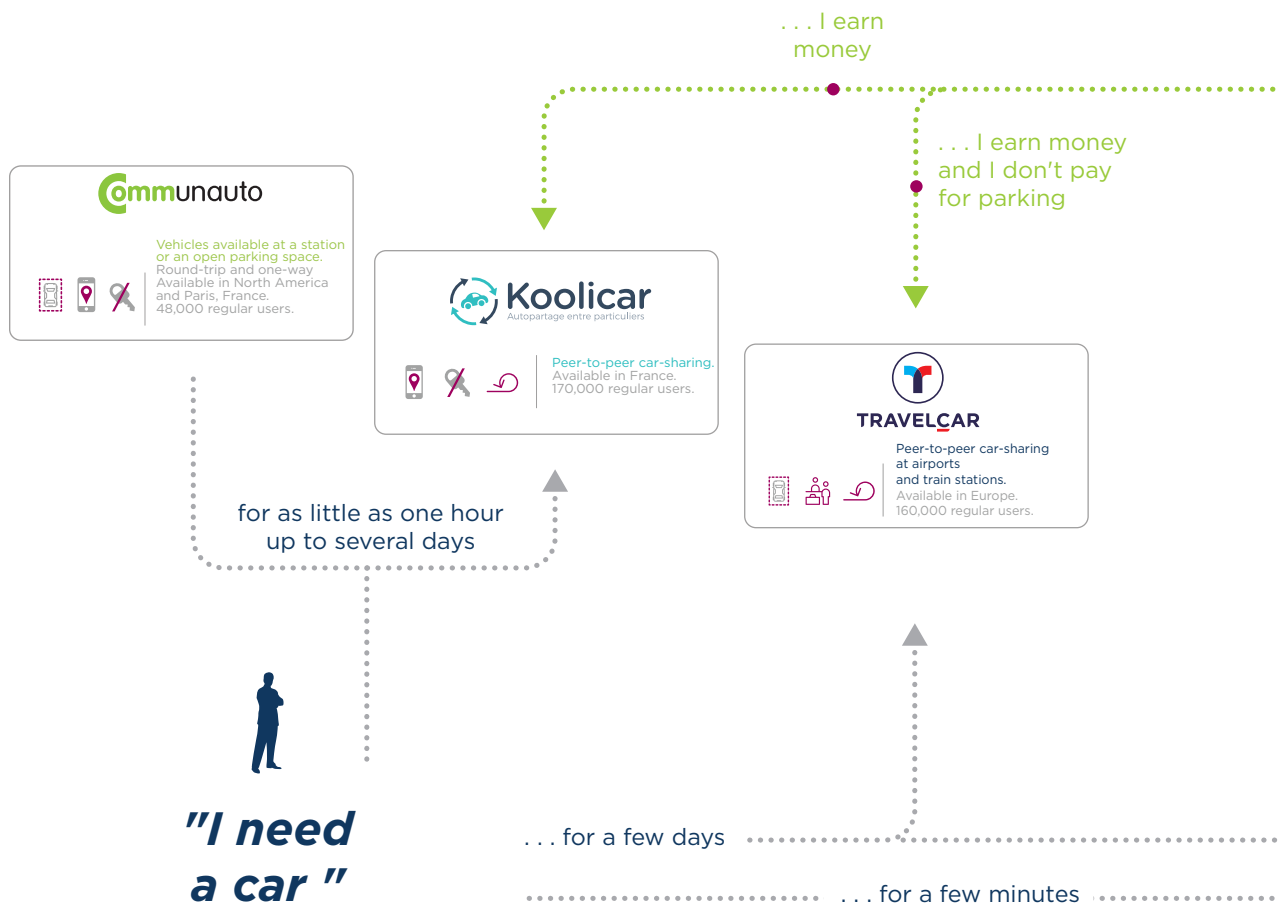 . . . I earn
money
. . . I earn money
and I don't pay
for parking
Communauto
Vehicles available at a station
or an open parking space.
Round-trip and one-way
Available in North America
and Paris, France.
48,000 regular users.
Koolicar
Autopartage entre particuliers
Peer-to-peer car-sharing.
Available in France.
170,000 regular users.
TRAVELCAR
Peer-to-peer car-sharing
at airports
and train stations.
Available in Europe.
160,000 regular users.
for as little as one hour
up to several days
"I need
a car "
. . . for a few days
. . . for a few minutes